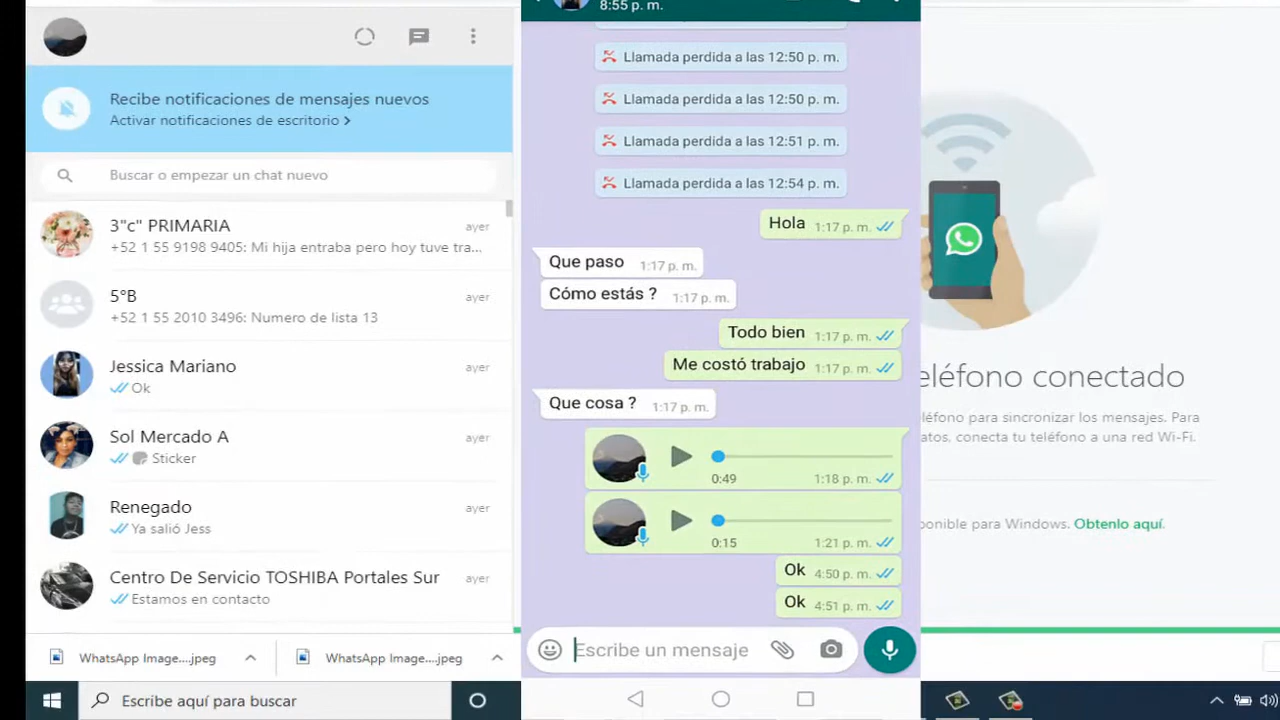 Recibe notificaciones de mensajes nuevos
Activar notificaciones de escritorio >
Buscar o empezar un chat nuevo
3"c" PRIMARIA
ayer
+52 1 55 9198 9405: Mi hija entraba pero hoy tuve tra...
5°B
ayer
+52 1 55 2010 3496: Numero de lista 13
Jessica Mariano
ayer
Ok
Sol Mercado A
ayer
Sticker
Renegado
ayer
Ya salió Jess
Centro De Servicio TOSHIBA Portales Sur
ayer
Estamos en contacto
WhatsApp Image....jpeg
WhatsApp Image....jpeg
Escribe aquí para buscar
8:55 p. m.
Llamada perdida a las 12:50 p. m.
Llamada perdida a las 12:50 p. m.
Llamada perdida a las 12:51 p. m.
Llamada perdida a las 12:54 p. m.
Hola 1:17 p. m.
Que paso 1:17 p. m.
Cómo estás ? 1:17 p. m.
Todo bien 1:17 p. m.
Me costó trabajo 1:17 p. m.
Que cosa ? 1:17 p. m.
0:49 1:18 p. m.
0:15 1:21 p. m.
Ok 4:50 p. m.
Ok 4:51 p. m.
Escribe un mensaje
eléfono conectado
eléfono para sincronizar los mensajes. Para
atos, conecta tu teléfono a una red Wi-Fi.
ponible para Windows. Obtenlo aquí.